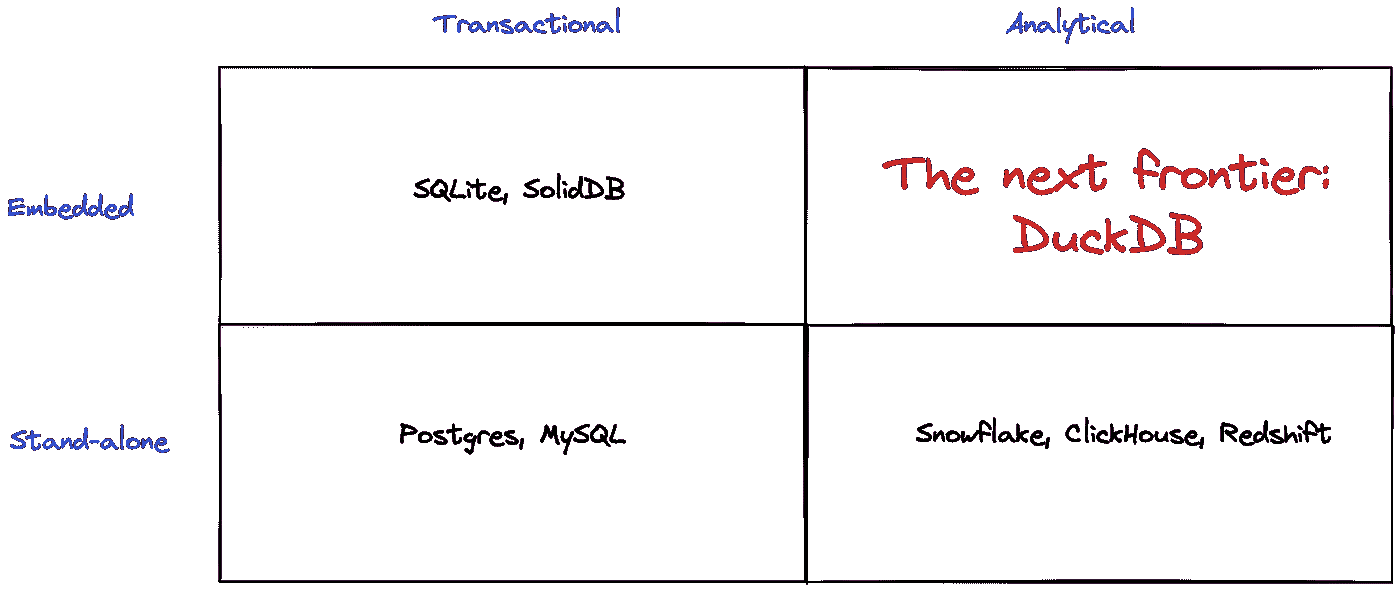 Transactional
Analytical
Embedded
SQLite, SolidDB
The next frontier:
DuckDB
Stand-alone
Postgres, MySQL
Snowflake, ClickHouse, Redshift